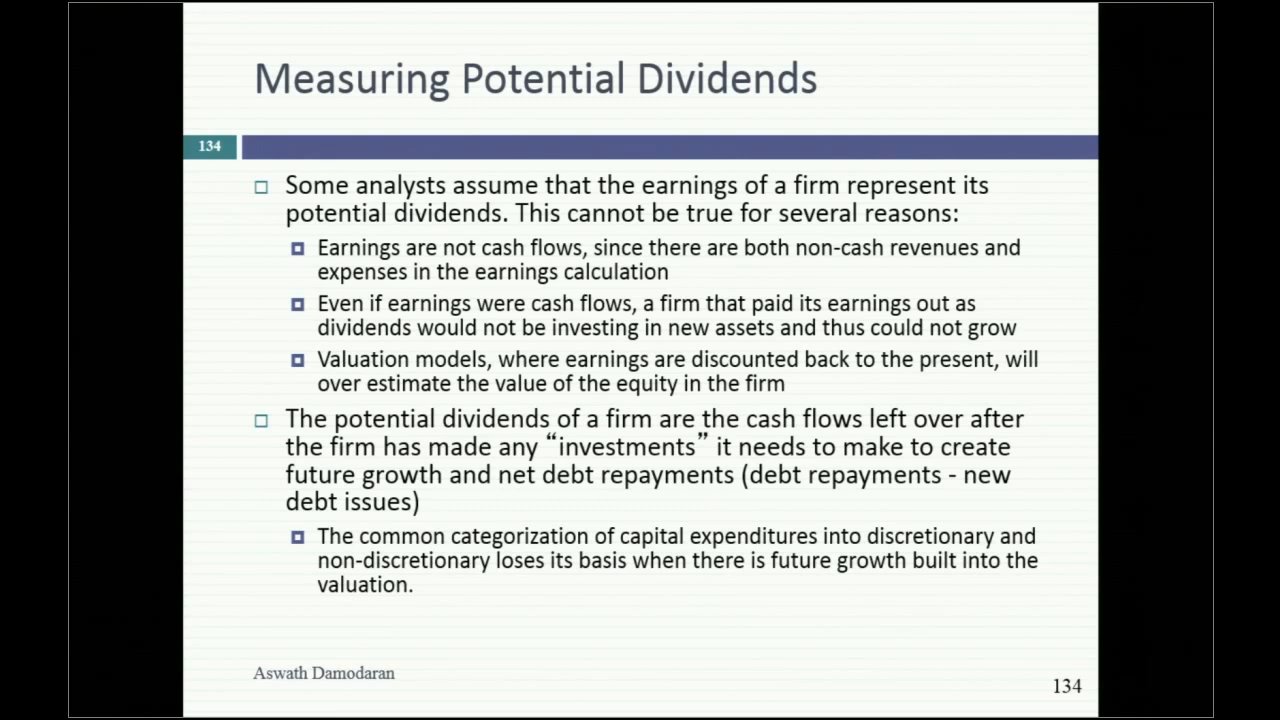 Measuring Potential Dividends
134
Some analysts assume that the earnings of a firm represent its
potential dividends. This cannot be true for several reasons:
Earnings are not cash flows, since there are both non-cash revenues and
expenses in the earnings calculation
Even if earnings were cash flows, a firm that paid its earnings out as
dividends would not be investing in new assets and thus could not grow
Valuation models, where earnings are discounted back to the present, will
over estimate the value of the equity in the firm
The potential dividends of a firm are the cash flows left over after
the firm has made any “investments” it needs to make to create
future growth and net debt repayments (debt repayments - new
debt issues)
The common categorization of capital expenditures into discretionary and
non-discretionary loses its basis when there is future growth built into the
valuation.
Aswath Damodaran
134